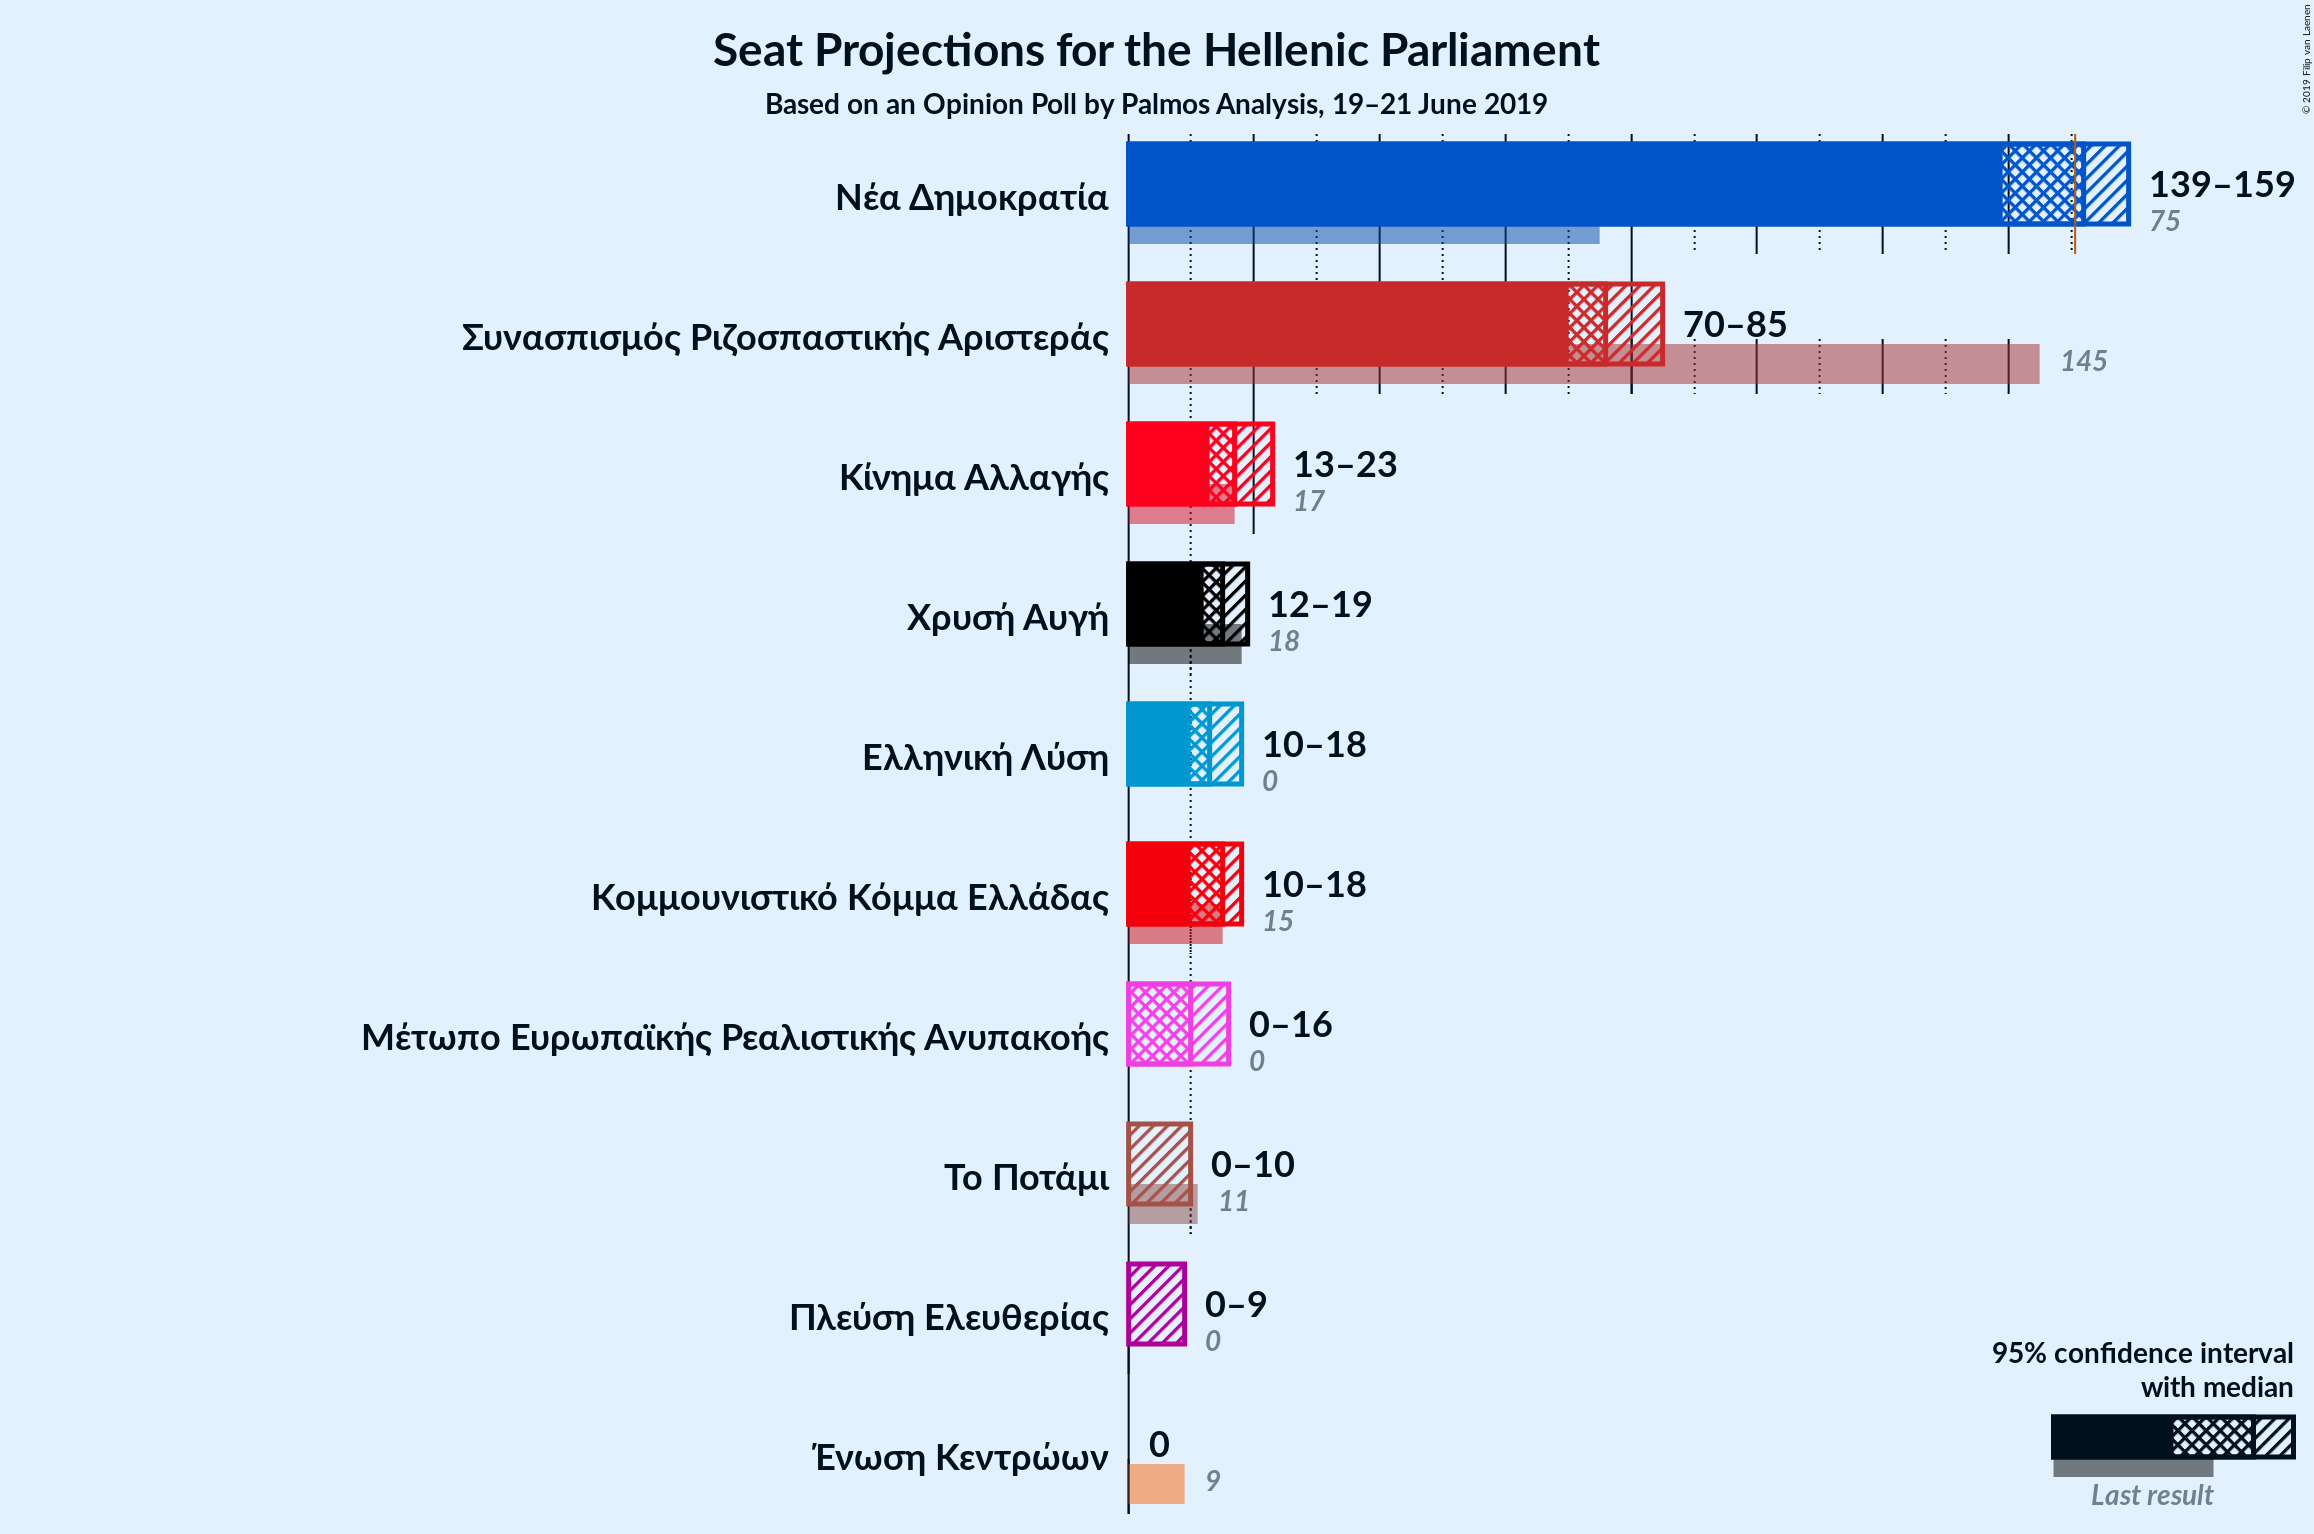 Seat Projections for the Hellenic Parliament
Based on an Opinion Poll by Palmos Analysis, 19–21 June 2019
© 2019 Filip van Laenen
Νέα Δημοκρατία
139–159
75
Συνασπισμός Ριζοσπαστικής Αριστεράς
70–85
145
Κίνημα Αλλαγής
13–23
17
Χρυσή Αυγή
12–19
18
Ελληνική Λύση
10–18
0
Κομμουνιστικό Κόμμα Ελλάδας
10–18
15
Μέτωπο Ευρωπαϊκής Ρεαλιστικής Ανυπακοής
0–16
0
Το Ποτάμι
0–10
11
Πλεύση Ελευθερίας
0–9
0
Ένωση Κεντρώων
0
9
95% confidence interval
with median
Last result